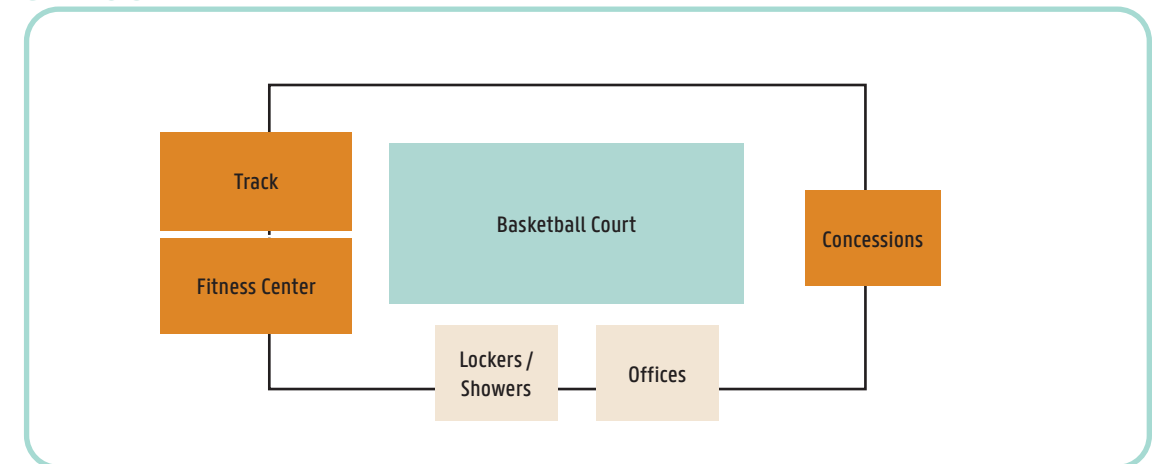 Track
Basketball Court
Concessions
Fitness Center
Lockers /
Showers
Offices